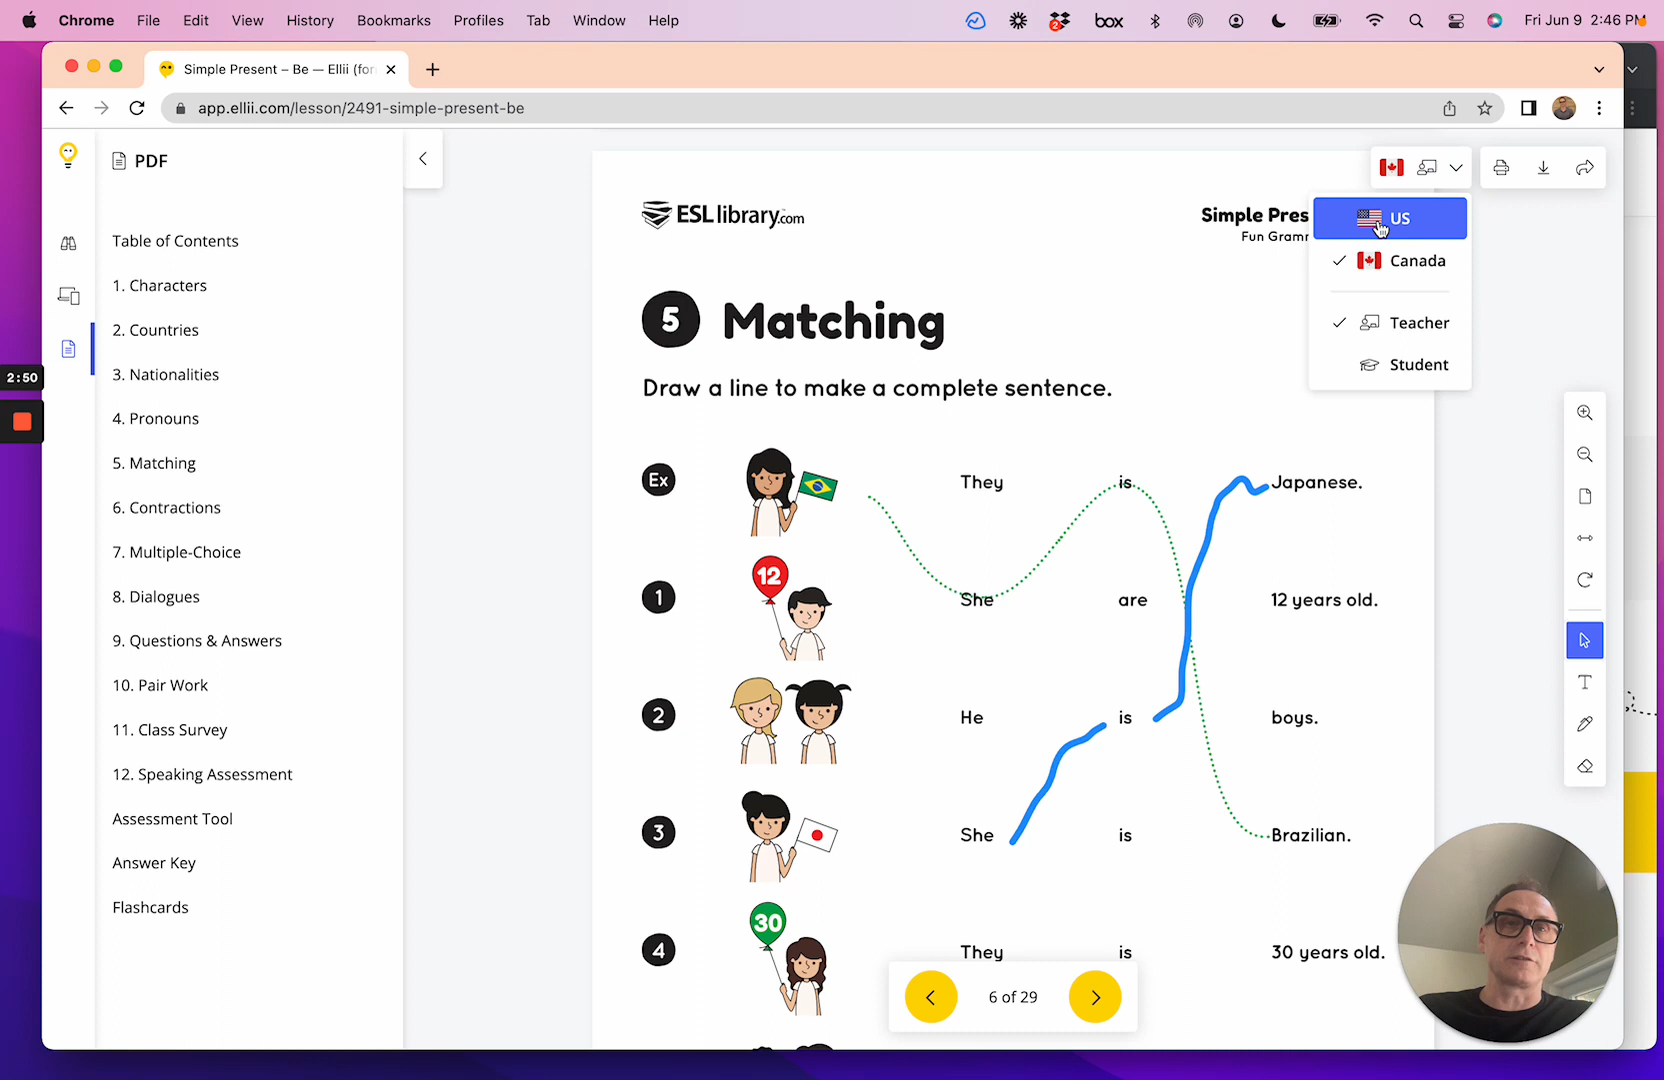 Chrome File Edit View History Bookmarks Profiles Tab Window Help 2 box Fri Jun 9 2:46 PM
Simple Present – Be — Ellii (for
app.ellii.com/lesson/2491-simple-present-be
PDF
Table of Contents
1. Characters
2. Countries
3. Nationalities
4. Pronouns
5. Matching
6. Contractions
7. Multiple-Choice
8. Dialogues
9. Questions & Answers
10. Pair Work
11. Class Survey
12. Speaking Assessment
Assessment Tool
Answer Key
Flashcards
2:50
ESL library.com
Simple Pres
Fun Gramm
US
Canada
Teacher
Student
5 Matching
Draw a line to make a complete sentence.
Ex They is Japanese.
12
1 She are 12 years old.
2 He is boys.
3 She is Brazilian.
30
4 They is 30 years old.
6 of 29